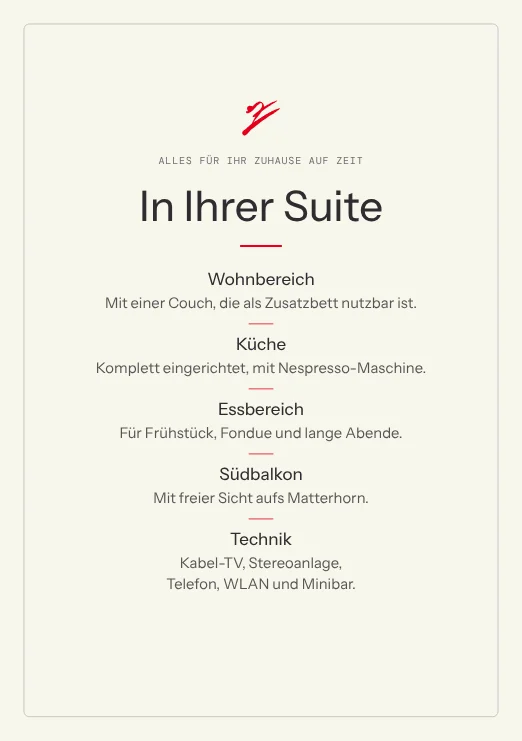 ALLES FÜR IHR ZUHAUSE AUF ZEIT
In Ihrer Suite
Wohnbereich
Mit einer Couch, die als Zusatzbett nutzbar ist.
Küche
Komplett eingerichtet, mit Nespresso-Maschine.
Essbereich
Für Frühstück, Fondue und lange Abende.
Südbalkon
Mit freier Sicht aufs Matterhorn.
Technik
Kabel-TV, Stereoanlage,
Telefon, WLAN und Minibar.